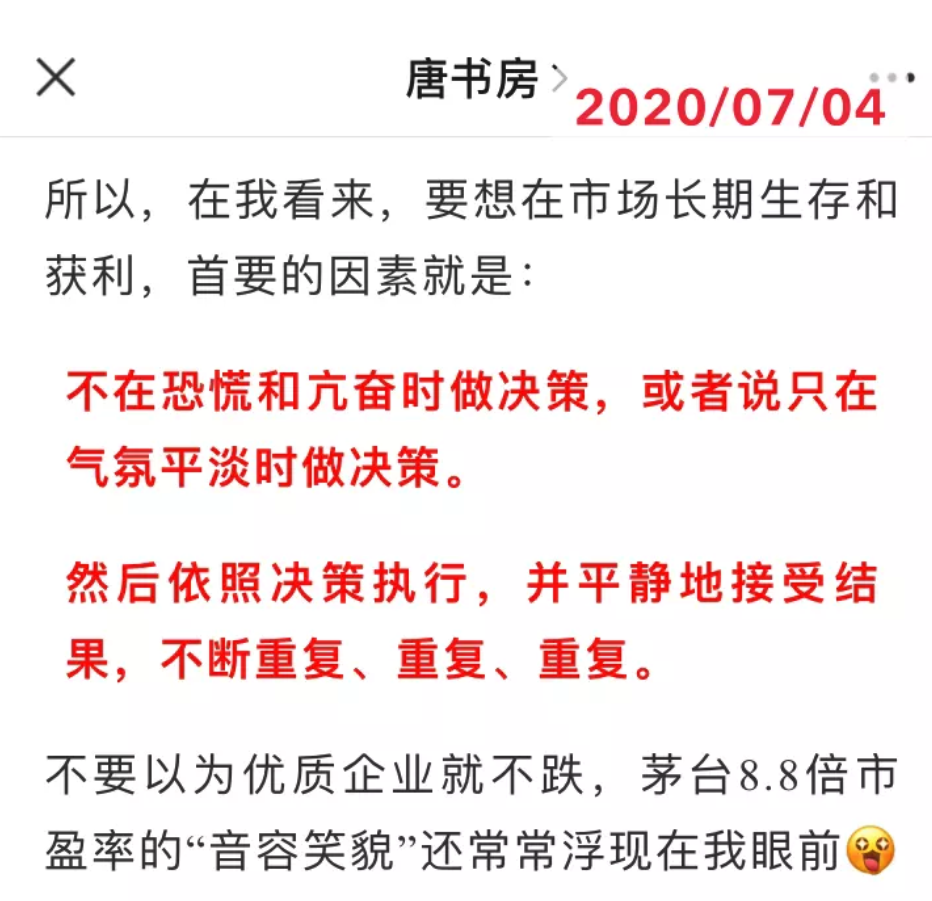 唐书房
2020/07/04
所以，在我看来，要想在市场长期生存和
获利，首要的因素就是：
不在恐慌和亢奋时做决策，或者说只在
气氛平淡时做决策。
然后依照决策执行，并平静地接受结
果，不断重复、重复、重复。
不要以为优质企业就不跌，茅台8.8倍市
盈率的“音容笑貌”还常常浮现在我眼前